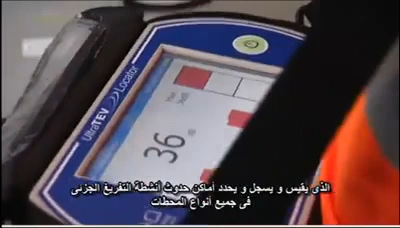 UltraTEV Locator
36
الذى يقيس و يسجل و يحدد أماكن حدوث أنشطة التفريغ الجزئى
فى جميع أنواع المحطات